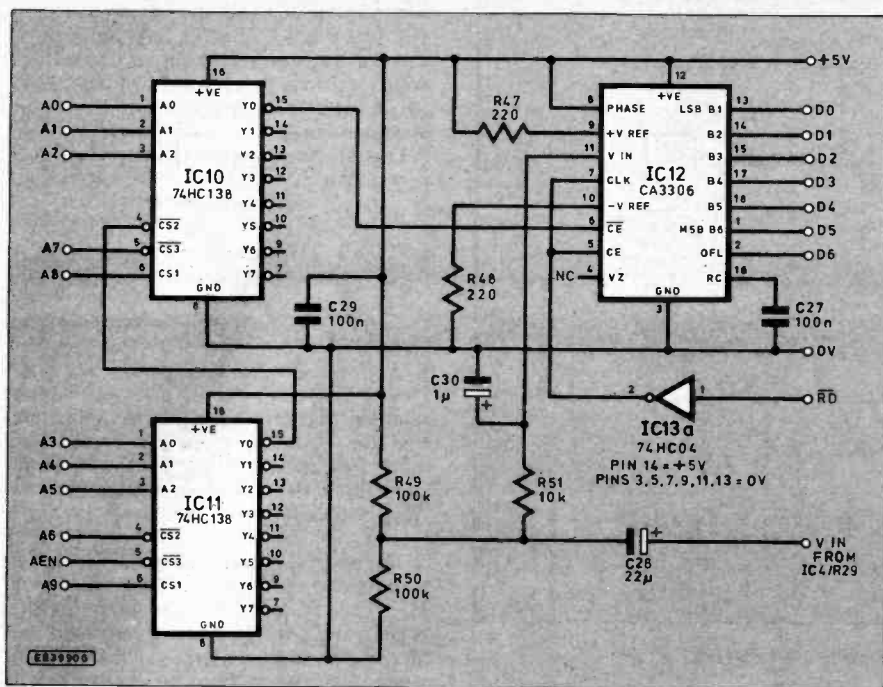 +5V
16
+VE
A0 1 A0 Y0 15
A1 2 A1 Y1 14
A2 3 A2 Y2 13
Y3 12
IC10
74HC138
Y4 11
4 CS2 Y5 10
A7 5 CS3 Y6 9
A8 6 CS1 Y7 7
GND
8
C29
100n
R47
220
R48
220
12
+VE
8 PHASE LSB B1 13 D0
9 +V REF B2 14 D1
11 V IN B3 15 D2
IC12
CA3306
7 CLK B4 17 D3
10 -V REF B5 18 D4
6 CE MSB B6 1 D5
5 CE OFL 2 D6
NC 4 VZ RC 16
GND
3
C27
100n
0V
C30
1µ
+
2 1 RD
IC13a
74HC04
PIN 14 = +5V
PINS 3,5,7,9,11,13 = 0V
16
+VE
A3 1 A0 Y0 15
A4 2 A1 Y1 14
A5 3 A2 Y2 13
Y3 12
IC11
74HC138
A6 4 CS2 Y4 11
AEN 5 CS3 Y5 10
A9 6 CS1 Y6 9
Y7 7
GND
8
R49
100k
R50
100k
R51
10k
C28
22µ
+
V IN
FROM
IC4/R29
E839906